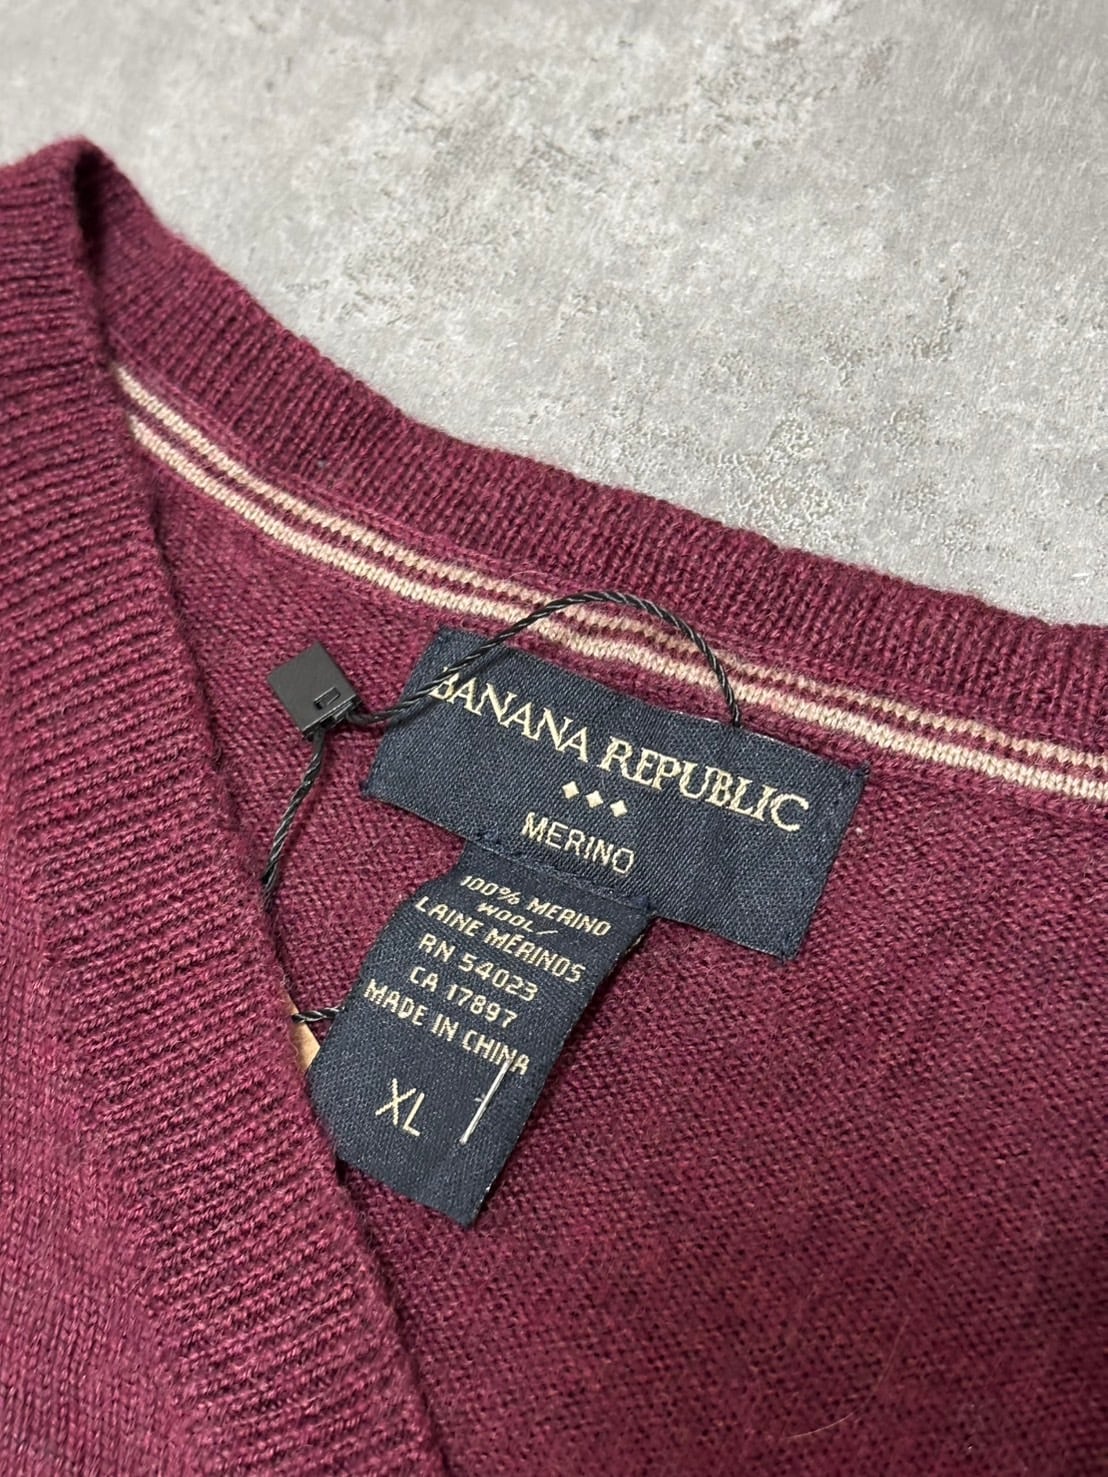 BANANA REPUBLIC
MERINO
100% MERINO
WOOL/
LAINE MÉRINOS
RN 54023
CA 17897
MADE IN CHINA
XL